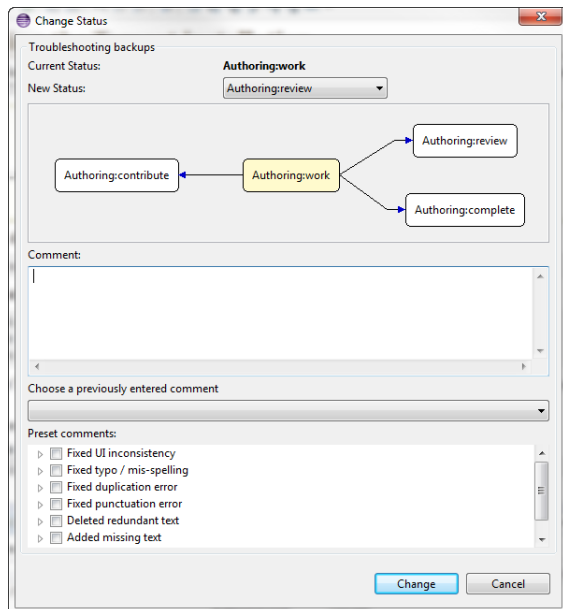 Change Status
Troubleshooting backups
Current Status: Authoring:work
New Status: Authoring:review
Authoring:review
Authoring:contribute Authoring:work
Authoring:complete
Comment:
Choose a previously entered comment
Preset comments:
Fixed UI inconsistency
Fixed typo / mis-spelling
Fixed duplication error
Fixed punctuation error
Deleted redundant text
Added missing text
Change Cancel